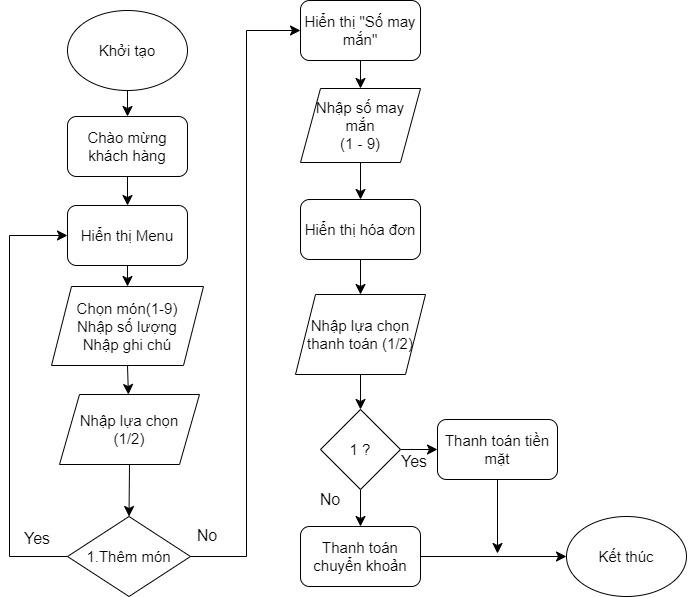 Khởi tạo
Chào mừng
khách hàng
Hiển thị Menu
Chọn món(1-9)
Nhập số lượng
Nhập ghi chú
Nhập lựa chọn
(1/2)
1.Thêm món
Yes
No
Hiển thị "Số may
mắn"
Nhập số may
mắn
(1 - 9)
Hiển thị hóa đơn
Nhập lựa chọn
thanh toán (1/2)
1 ?
Yes
Thanh toán tiền
mặt
No
Thanh toán
chuyển khoản
Kết thúc